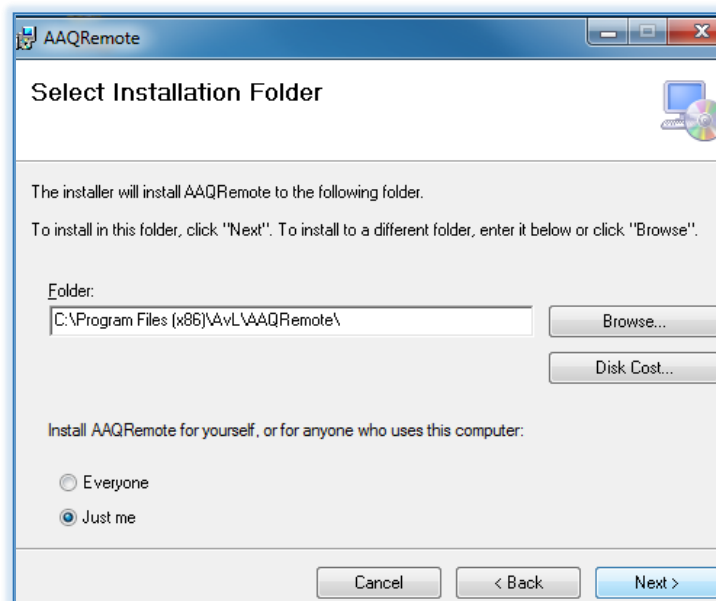 AAQRemote
Select Installation Folder
The installer will install AAQRemote to the following folder.
To install in this folder, click "Next". To install to a different folder, enter it below or click "Browse".
Folder:
C:\Program Files (x86)\AvL\AAQRemote\
Browse...
Disk Cost...
Install AAQRemote for yourself, or for anyone who uses this computer:
Everyone
Just me
Cancel
< Back
Next >